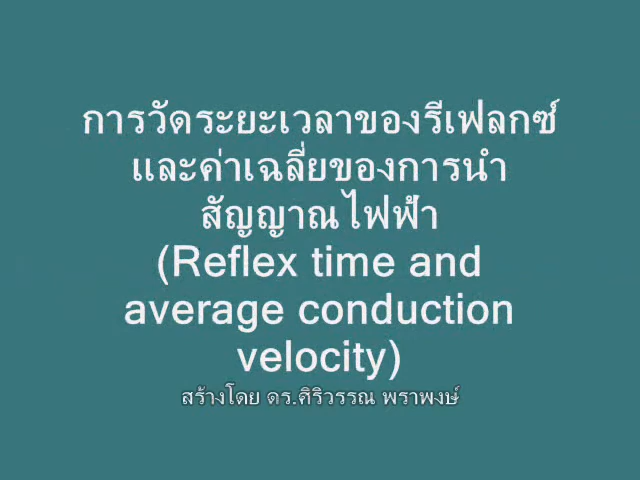 การวัดระยะเวลาของรีเฟลกซ์
และค่าเฉลี่ยของการนำ
สัญญาณไฟฟ้า
(Reflex time and
average conduction
velocity)
สร้างโดย ดร.ศิริวรรณ พราพงษ์